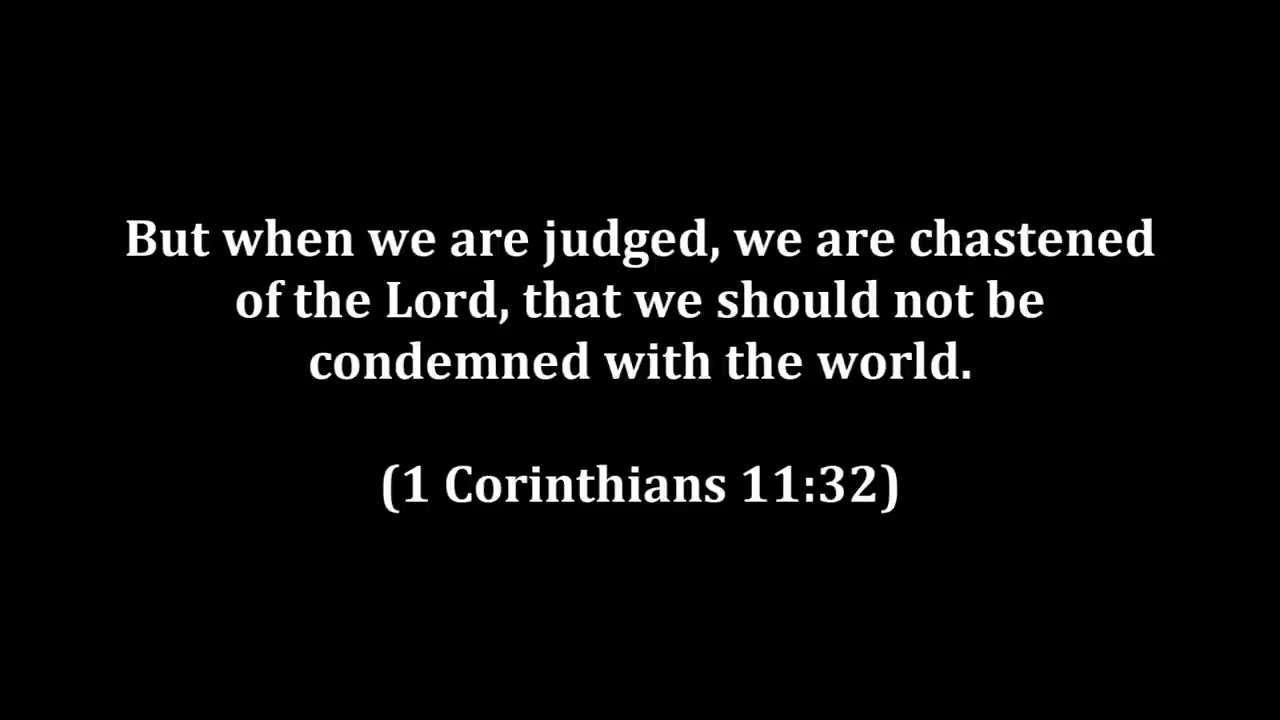 But when we are judged, we are chastened
of the Lord, that we should not be
condemned with the world.
(1 Corinthians 11:32)